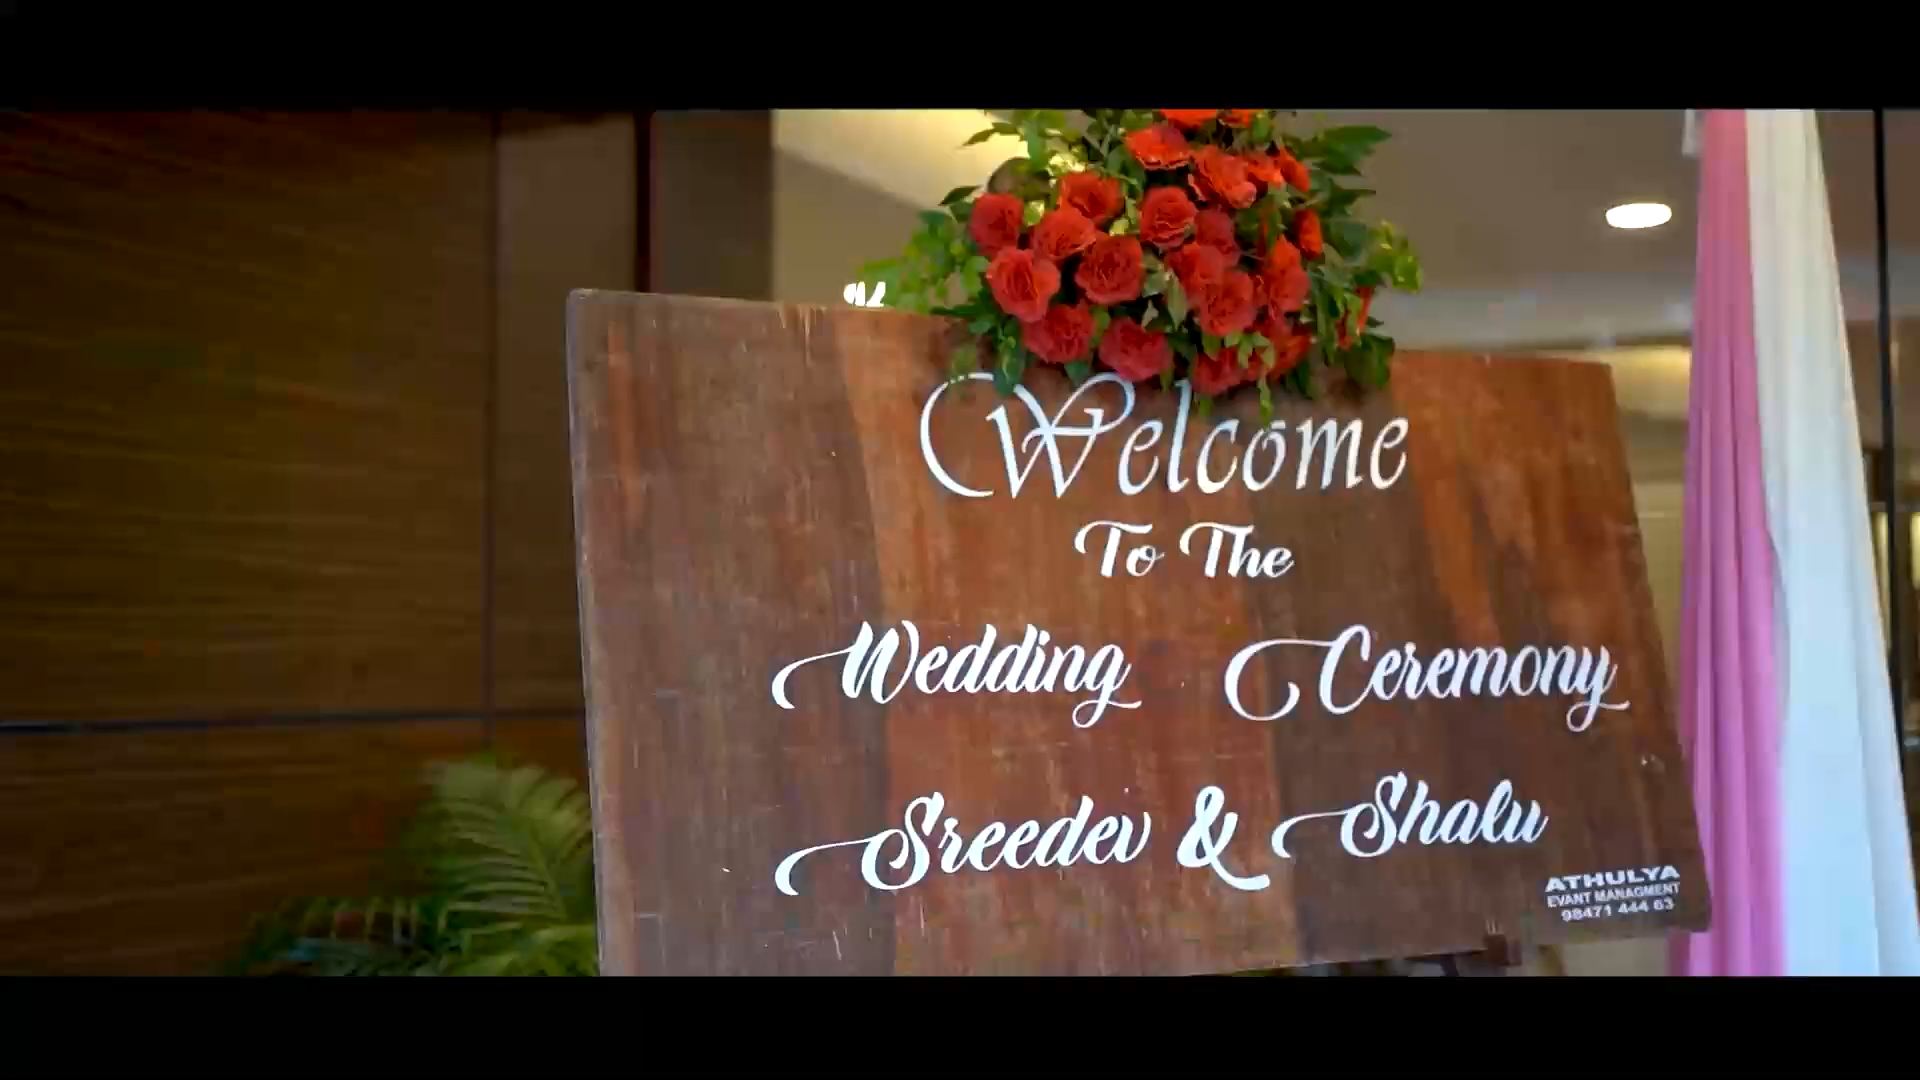 Welcome
To The
Wedding Ceremony
Sreedev & Shalu
ATHULYA
EVANT MANAGMENT
98471 444 63